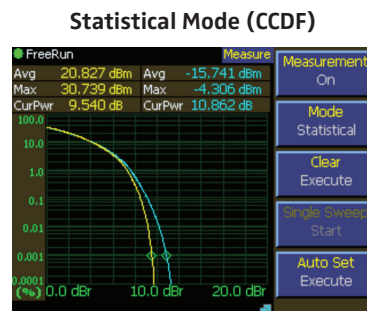 Statistical Mode (CCDF)
FreeRun Measure
Avg 20.827 dBm Avg -15.741 dBm
Max 30.739 dBm Max -4.306 dBm
CurPwr 9.540 dB CurPwr 10.862 dB
100.0
10.0
1.0
0.1
0.01
0.001
0.0001
(%) 0.0 dBr 10.0 dBr 20.0 dBr
Measurement
On
Mode
Statistical
Clear
Execute
Single Sweep
Start
Auto Set
Execute